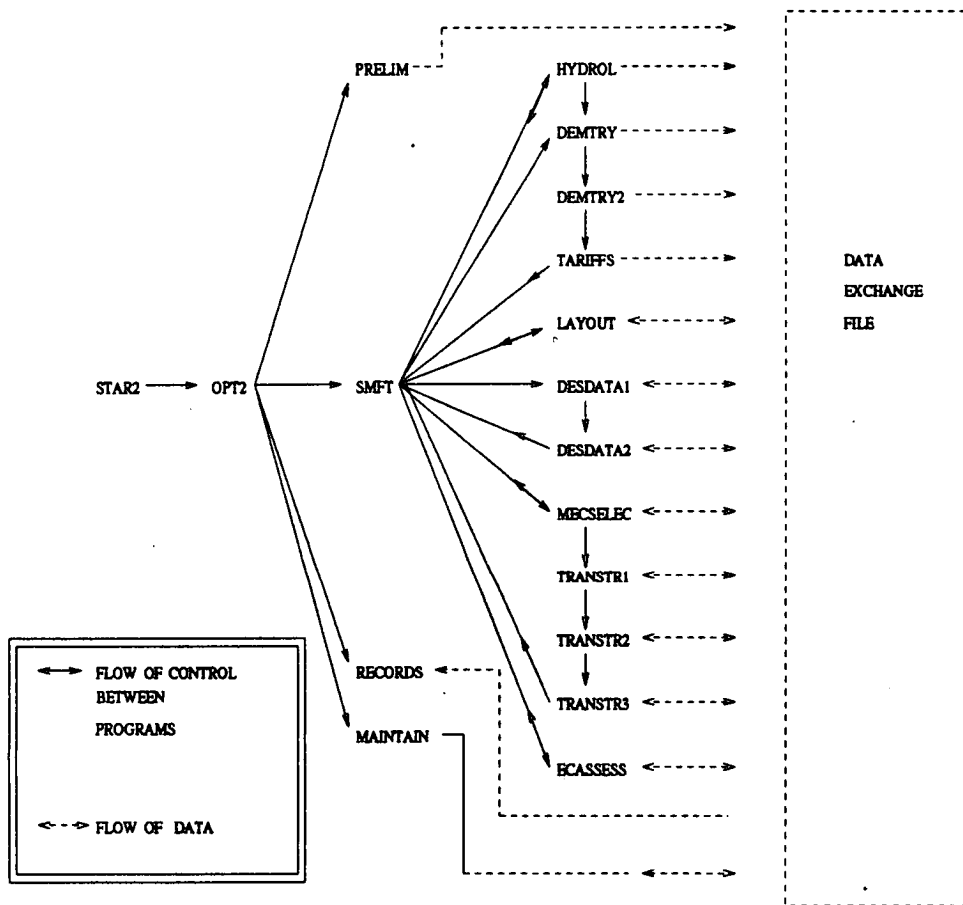 PRELIM
HYDROL
DEMTRY
DEMTRY2
TARIFFS
LAYOUT
STAR2
OPT2
SMFT
DESDATA1
DESDATA2
MECSELEC
TRANSTR1
TRANSTR2
TRANSTR3
ECASSESS
RECORDS
MAINTAIN
DATA
EXCHANGE
FILE
FLOW OF CONTROL
BETWEEN
PROGRAMS
FLOW OF DATA